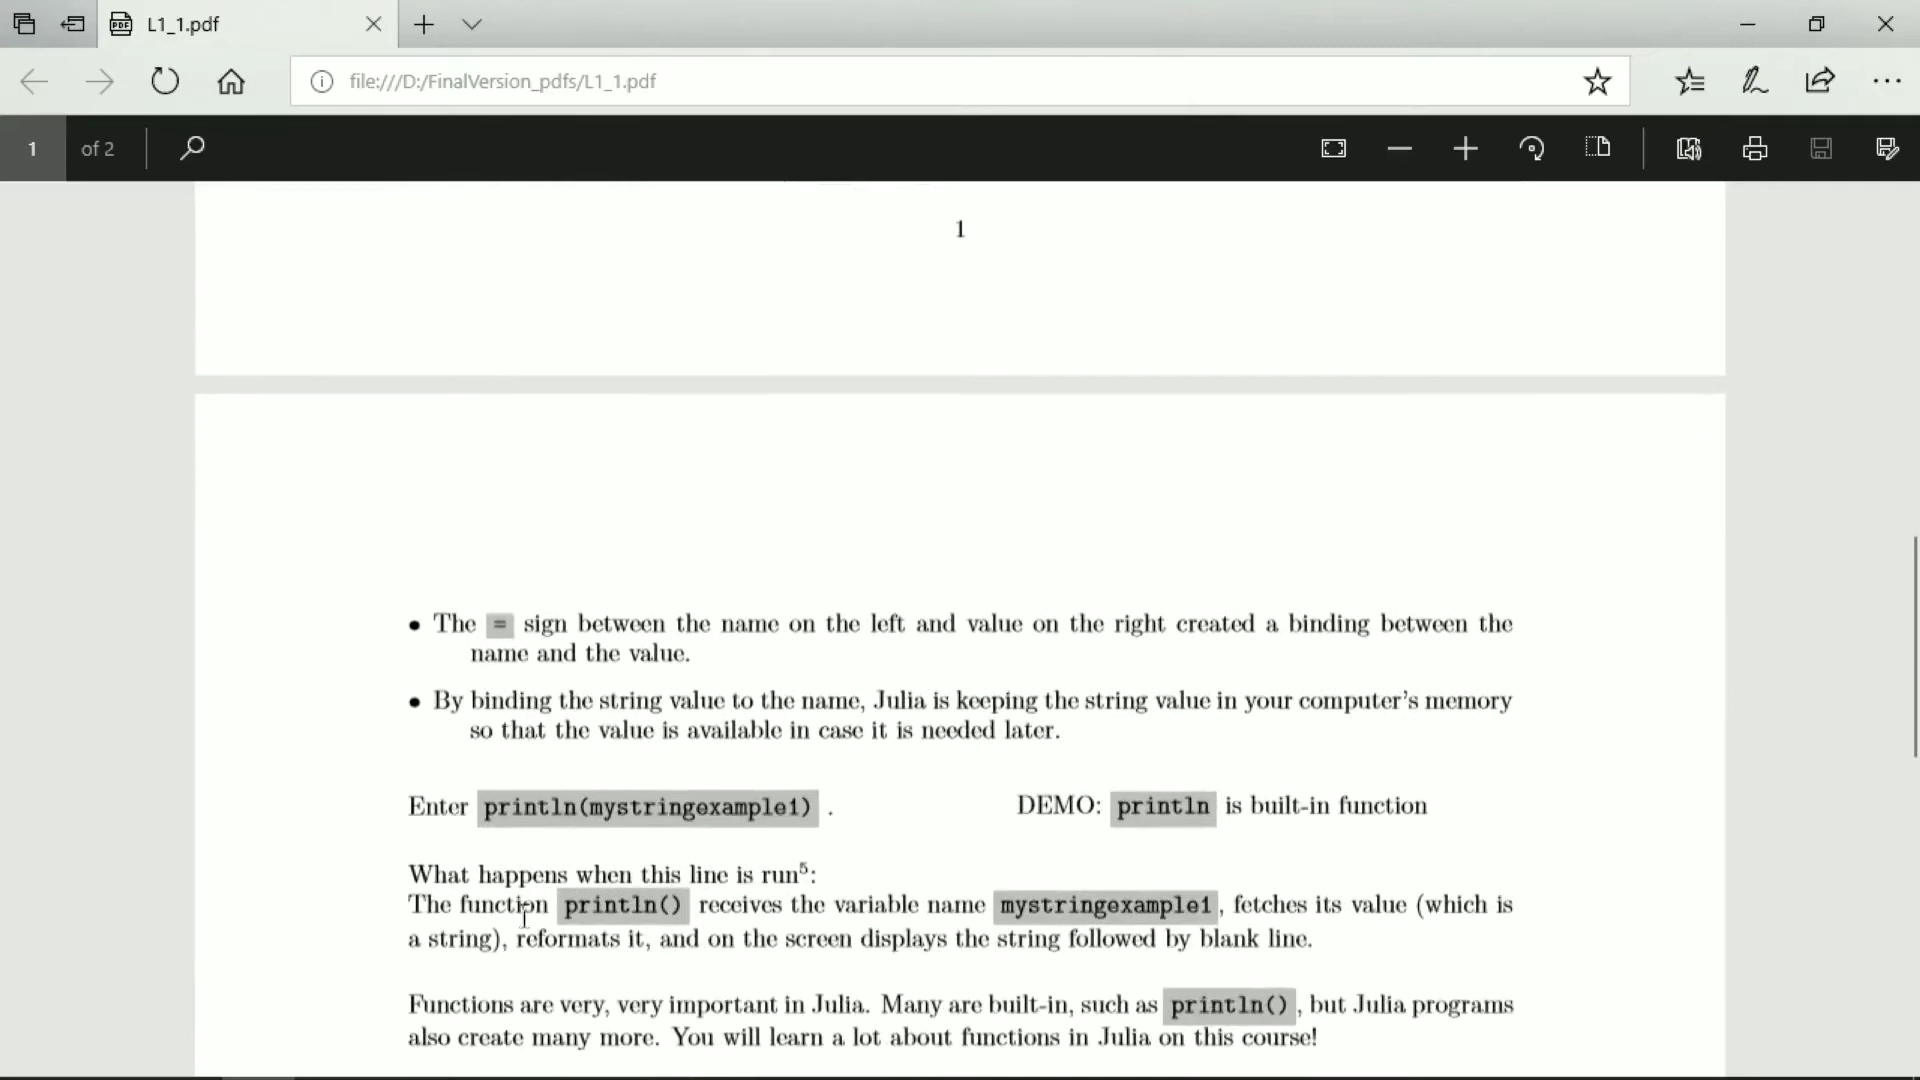 L1_1.pdf
file:///D:/FinalVersion_pdfs/L1_1.pdf
1 of 2
1
• The = sign between the name on the left and value on the right created a binding between the
name and the value.
• By binding the string value to the name, Julia is keeping the string value in your computer's memory
so that the value is available in case it is needed later.
Enter println(mystringexample1) . DEMO: println is built-in function
What happens when this line is run⁵:
The function println() receives the variable name mystringexample1, fetches its value (which is
a string), reformats it, and on the screen displays the string followed by blank line.
Functions are very, very important in Julia. Many are built-in, such as println(), but Julia programs
also create many more. You will learn a lot about functions in Julia on this course!